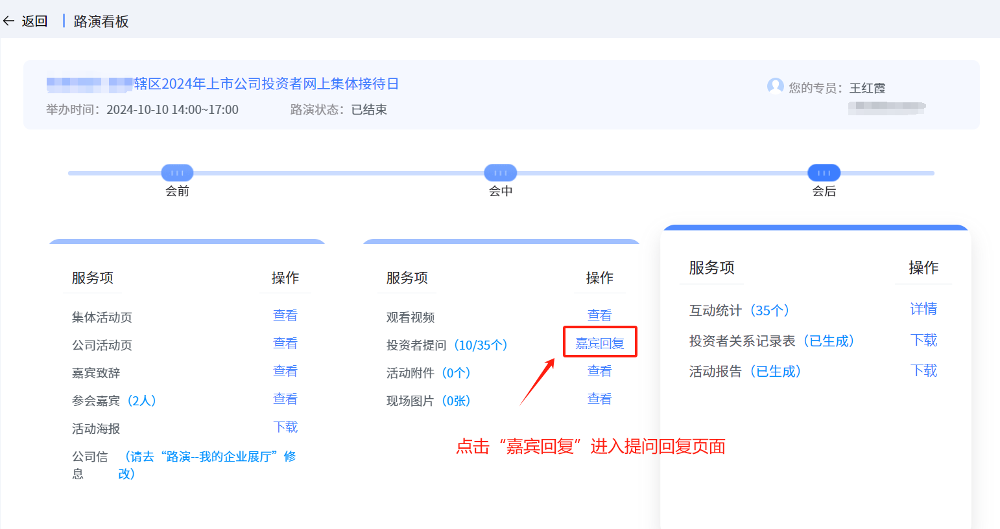 返回 路演看板
辖区2024年上市公司投资者网上集体接待日
您的专员：王红霞
举办时间：2024-10-10 14:00~17:00 路演状态：已结束
会前 会中 会后
服务项 操作
集体活动页 查看
公司活动页 查看
嘉宾致辞 查看
参会嘉宾（2人） 查看
活动海报 下载
公司信息 （请去“路演--我的企业展厅”修
改）
服务项 操作
观看视频 查看
投资者提问（10/35个） 嘉宾回复
活动附件（0个） 查看
现场图片（0张） 查看
点击“嘉宾回复”进入提问回复页面
服务项 操作
互动统计（35个） 详情
投资者关系记录表（已生成） 下载
活动报告（已生成） 下载